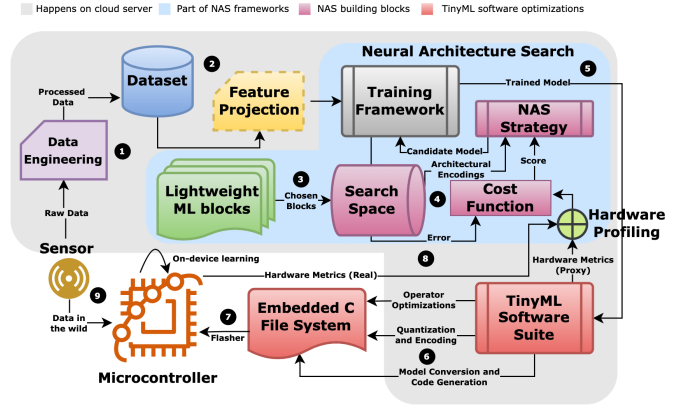 Happens on cloud server
Part of NAS frameworks
NAS building blocks
TinyML software optimizations
Neural Architecture Search
Processed
Data
Dataset
2
Feature
Projection
Training
Framework
Trained Model
5
NAS
Strategy
Data
Engineering
1
Candidate Model
Architectural
Encodings
Score
Lightweight
ML blocks
3
Chosen
Blocks
Search
Space
4
Cost
Function
Raw Data
Error
Hardware
Profiling
Sensor
On-device learning
8
Hardware Metrics (Real)
Hardware Metrics
(Proxy)
9
Data in
the wild
7
Flasher
Embedded C
File System
Operator
Optimizations
Quantization
and Encoding
TinyML
Software
Suite
6
Microcontroller
Model Conversion and
Code Generation